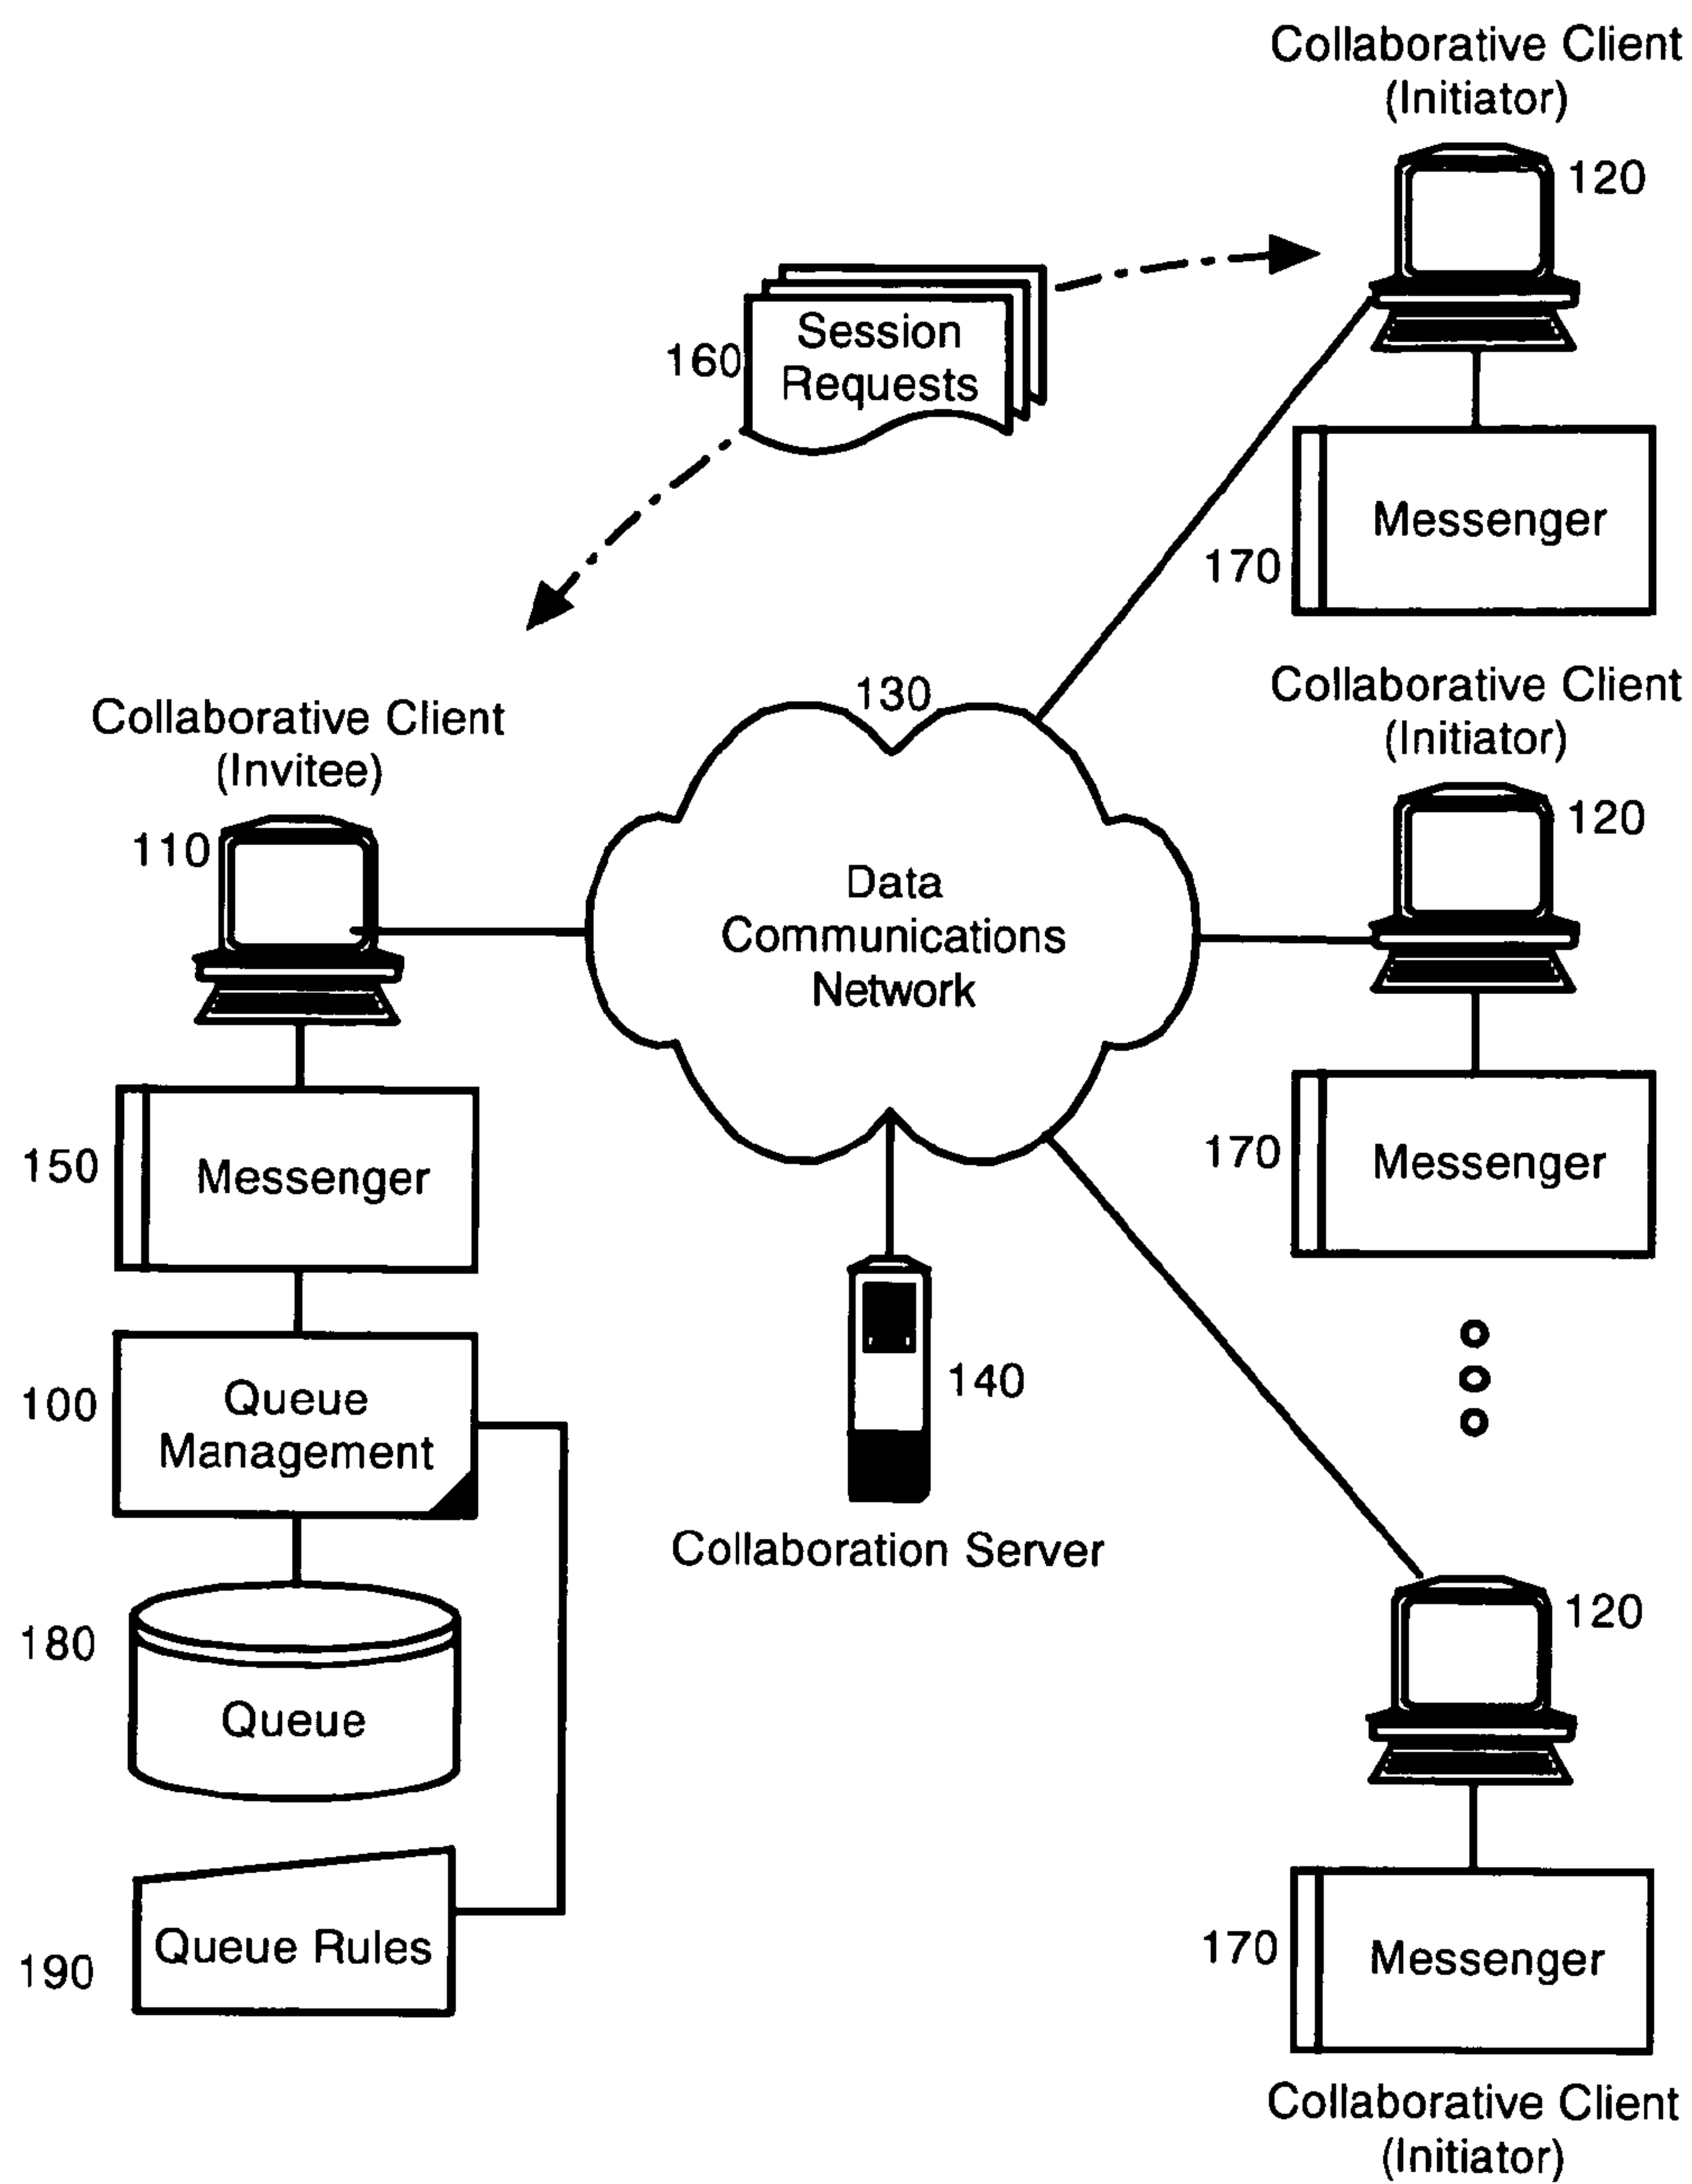 Collaborative Client
(Initiator)
120
Session
Requests
160
Messenger
170
Collaborative Client
(Invitee)
110
130
Data
Communications
Network
Collaborative Client
(Initiator)
120
150
Messenger
170
Messenger
100
Queue
Management
140
Collaboration Server
180
Queue
120
190
Queue Rules
170
Messenger
Collaborative Client
(Initiator)